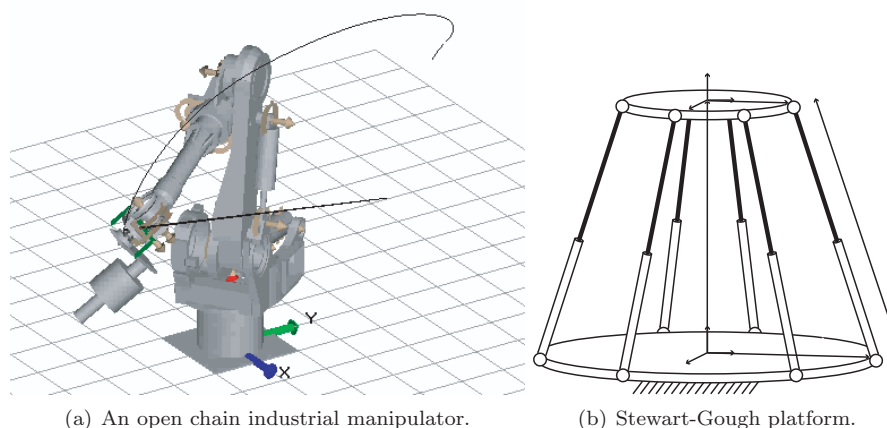 Y
X
(a) An open chain industrial manipulator.
(b) Stewart-Gough platform.